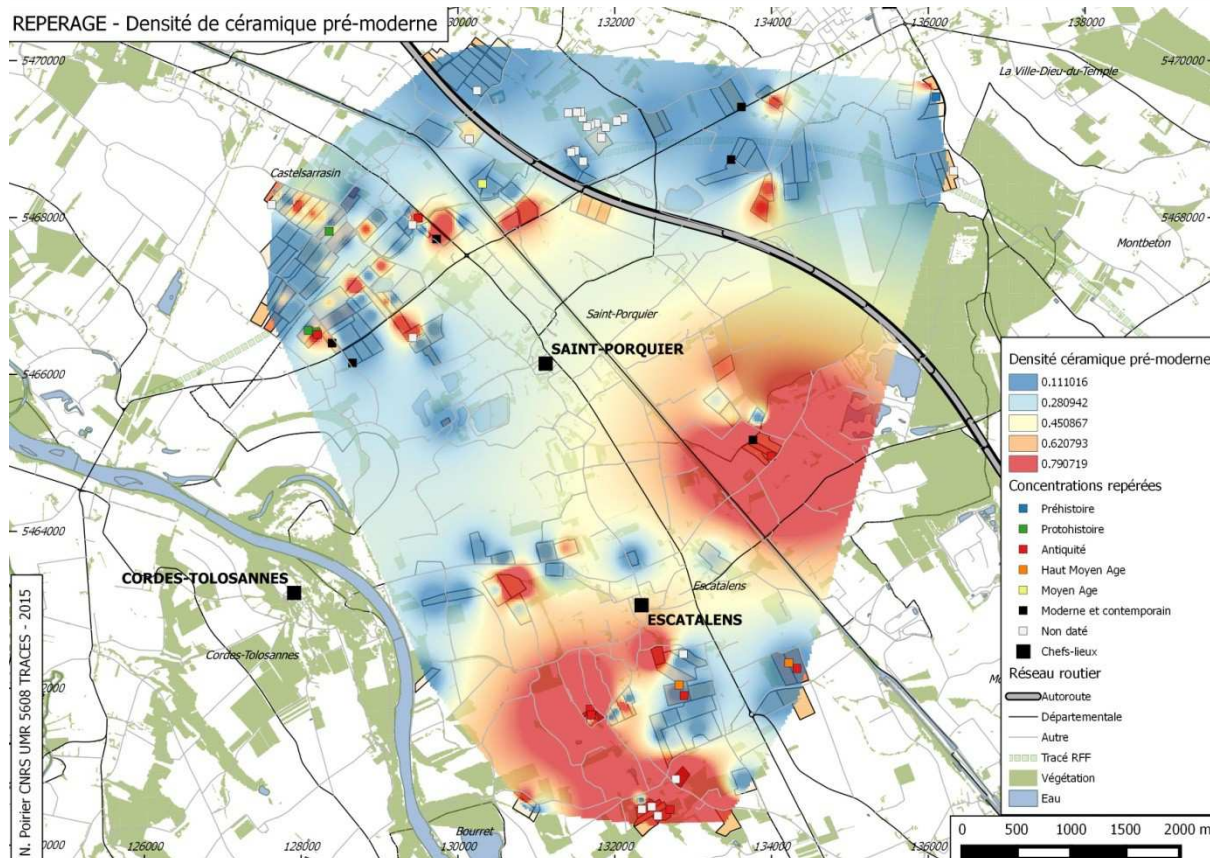 REPERAGE - Densité de céramique pré-moderne
132000
134000
136000
138000
5470000
5470000
La Ville-Dieu-du-Temple
Castelsarrasin
5468000
5468000
Montbeton
Saint-Porquier
SAINT-PORQUIER
5466000
5464000
CORDES-TOLOSANNES
Escatalens
ESCATALENS
Cordes-Tolosannes
Bourret
126000
128000
130000
132000
134000
136000
N. Poirier CNRS UMR 5608 TRACES - 2015
Densité céramique pré-moderne
0.111016
0.280942
0.450867
0.620793
0.790719
Concentrations repérées
Préhistoire
Protohistoire
Antiquité
Haut Moyen Age
Moyen Age
Moderne et contemporain
Non daté
Chefs-lieux
Réseau routier
Autoroute
Départementale
Autre
Tracé RFF
Végétation
Eau
0 500 1000 1500 2000 m